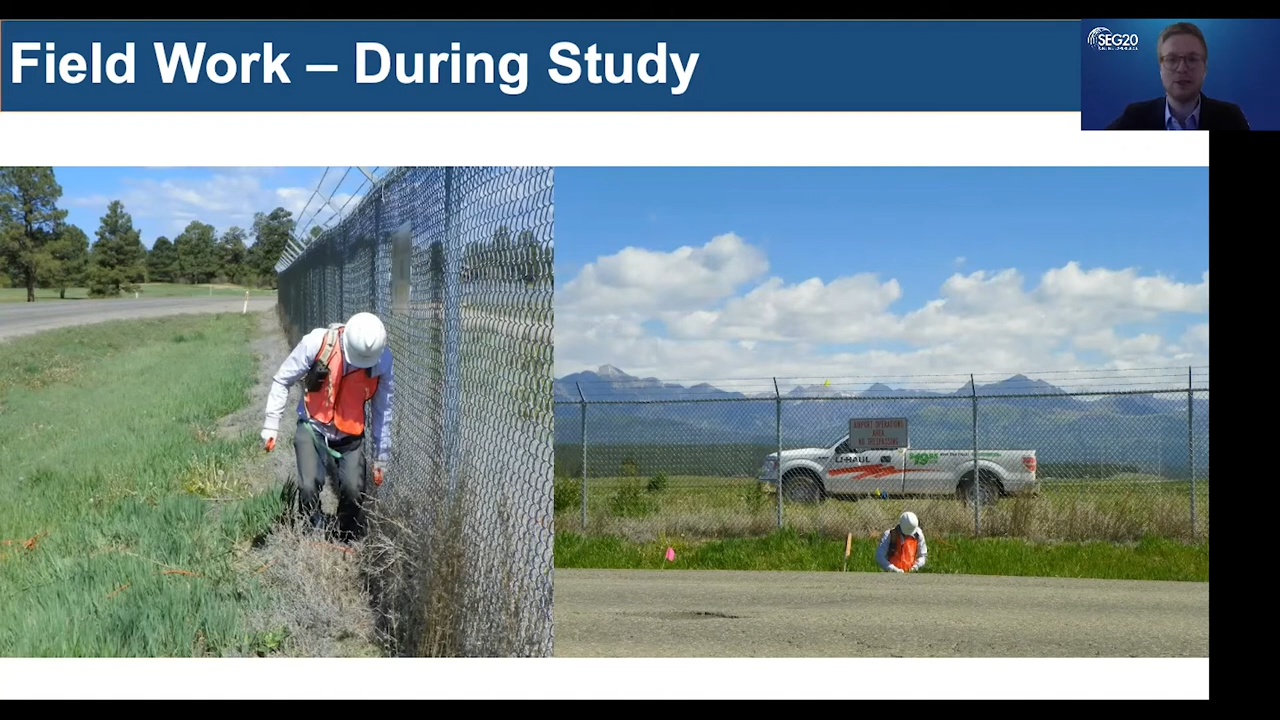 Field Work – During Study
SEG20
AIRPORT OPERATIONS
AREA
NO TRESPASSING
U-HAUL